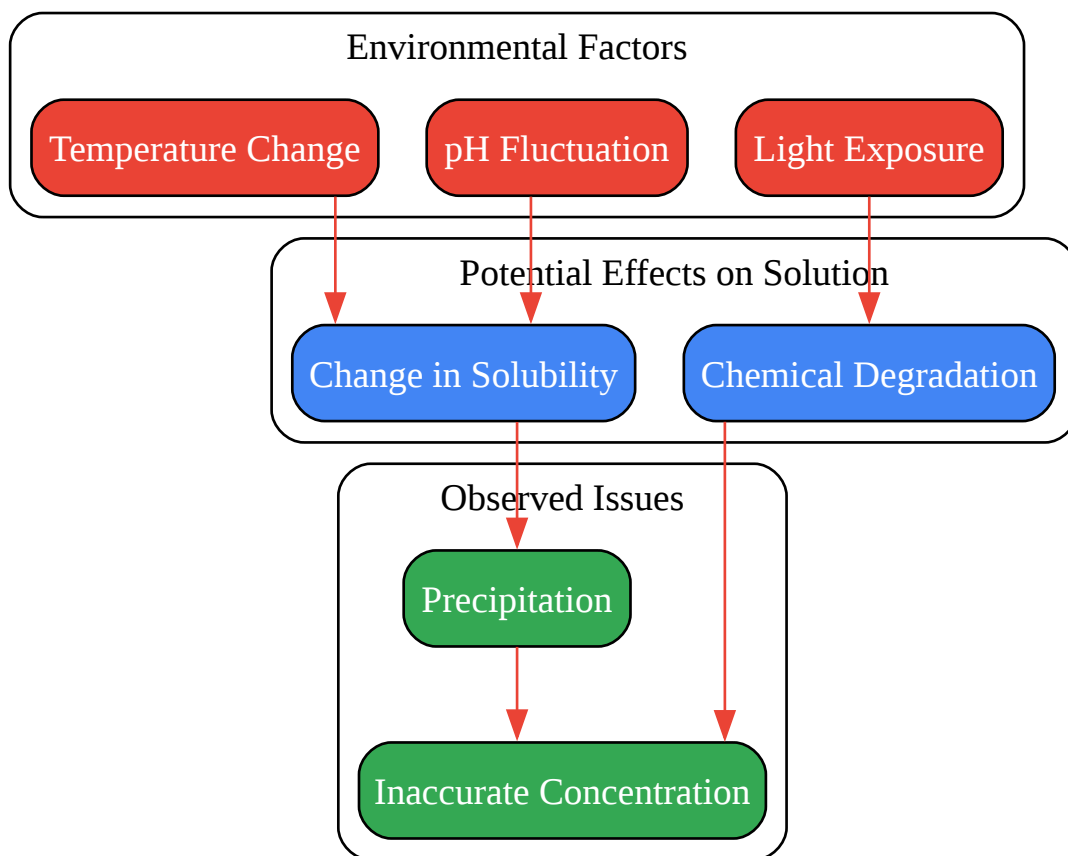 Environmental Factors
Temperature Change
pH Fluctuation
Light Exposure
Potential Effects on Solution
Change in Solubility
Chemical Degradation
Observed Issues
Precipitation
Inaccurate Concentration